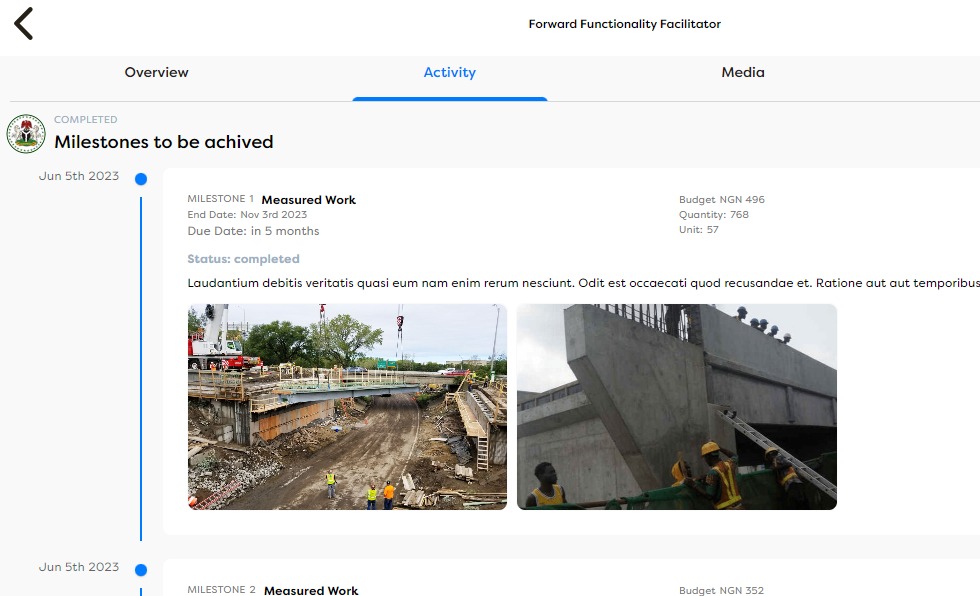 Forward Functionality Facilitator
Overview
Activity
Media
COMPLETED
Milestones to be achived
Jun 5th 2023
MILESTONE 1 Measured Work
End Date: Nov 3rd 2023
Due Date: in 5 months
Budget NGN 496
Quantity: 768
Unit: 57
Status: completed
Laudantium debitis veritatis quasi eum nam enim rerum nesciunt. Odit est occaecati quod recusandae et. Ratione aut aut temporibus
Jun 5th 2023
MILESTONE 2 Measured Work
Budget NGN 352